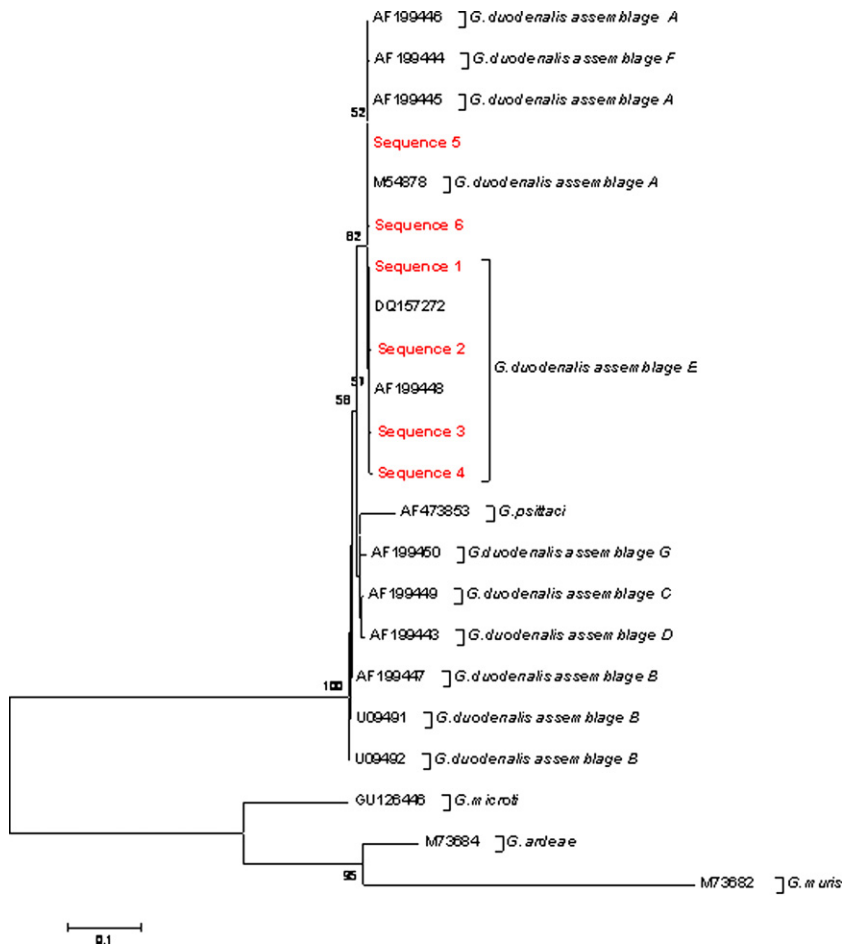 AF199446 G.duodenalis assemblage A
AF199444 G.duodenalis assemblage F
AF199445 G.duodenalis assemblage A
52
Sequence 5
M54878 G.duodenalis assemblage A
Sequence 6
62
Sequence 1
DQ157272
Sequence 2
G.duodenalis assemblage E
AF199448
58
Sequence 3
Sequence 4
AF473853 G.psittaci
AF199450 G.duodenalis assemblage G
AF199449 G.duodenalis assemblage C
AF199443 G.duodenalis assemblage D
AF199447 G.duodenalis assemblage B
100
U09491 G.duodenalis assemblage B
U09492 G.duodenalis assemblage B
GU126446 G.microti
M73684 G.ardeae
95
M73682 G.muris
0.1